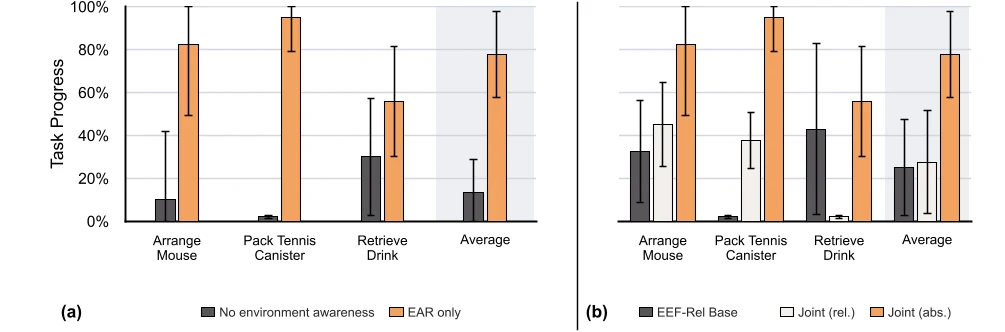 100%
80%
60%
40%
20%
0%
Task Progress
Arrange
Mouse
Pack Tennis
Canister
Retrieve
Drink
Average
(a)
No environment awareness
EAR only
Arrange
Mouse
Pack Tennis
Canister
Retrieve
Drink
Average
(b)
EEF-Rel Base
Joint (rel.)
Joint (abs.)